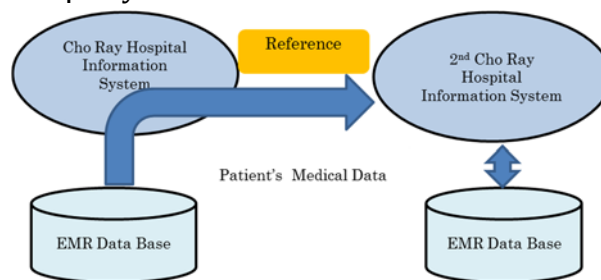 Cho Ray Hospital
Information
System
Reference
2nd Cho Ray
Hospital
Information System
Patient's Medical Data
EMR Data Base
EMR Data Base